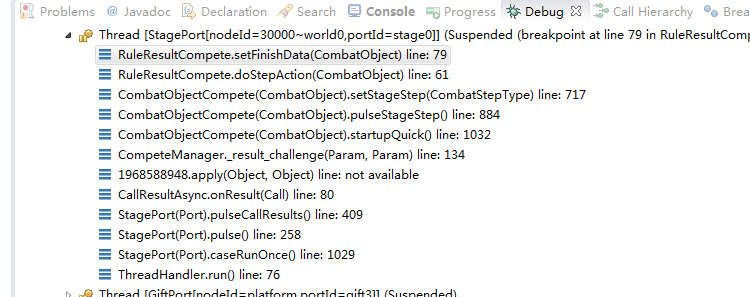 Problems @ Javadoc Declaration Search Console Progress Debug Call Hierarchy Brea
Thread [StagePort[nodeId=30000~world0,portId=stage0]] (Suspended (breakpoint at line 79 in RuleResultComp
RuleResultCompete.setFinishData(CombatObject) line: 79
RuleResultCompete.doStepAction(CombatObject) line: 61
CombatObjectCompete(CombatObject).setStageStep(CombatStepType) line: 717
CombatObjectCompete(CombatObject).pulseStageStep() line: 884
CombatObjectCompete(CombatObject).startupQuick() line: 1032
CompeteManager._result_challenge(Param, Param) line: 134
1968588948.apply(Object, Object) line: not available
CallResultAsync.onResult(Call) line: 80
StagePort(Port).pulseCallResults() line: 409
StagePort(Port).pulse() line: 258
StagePort(Port).caseRunOnce() line: 1029
ThreadHandler.run() line: 76
Thread [GiftPort[nodeId=platform,portId=gift3]] (Suspended)